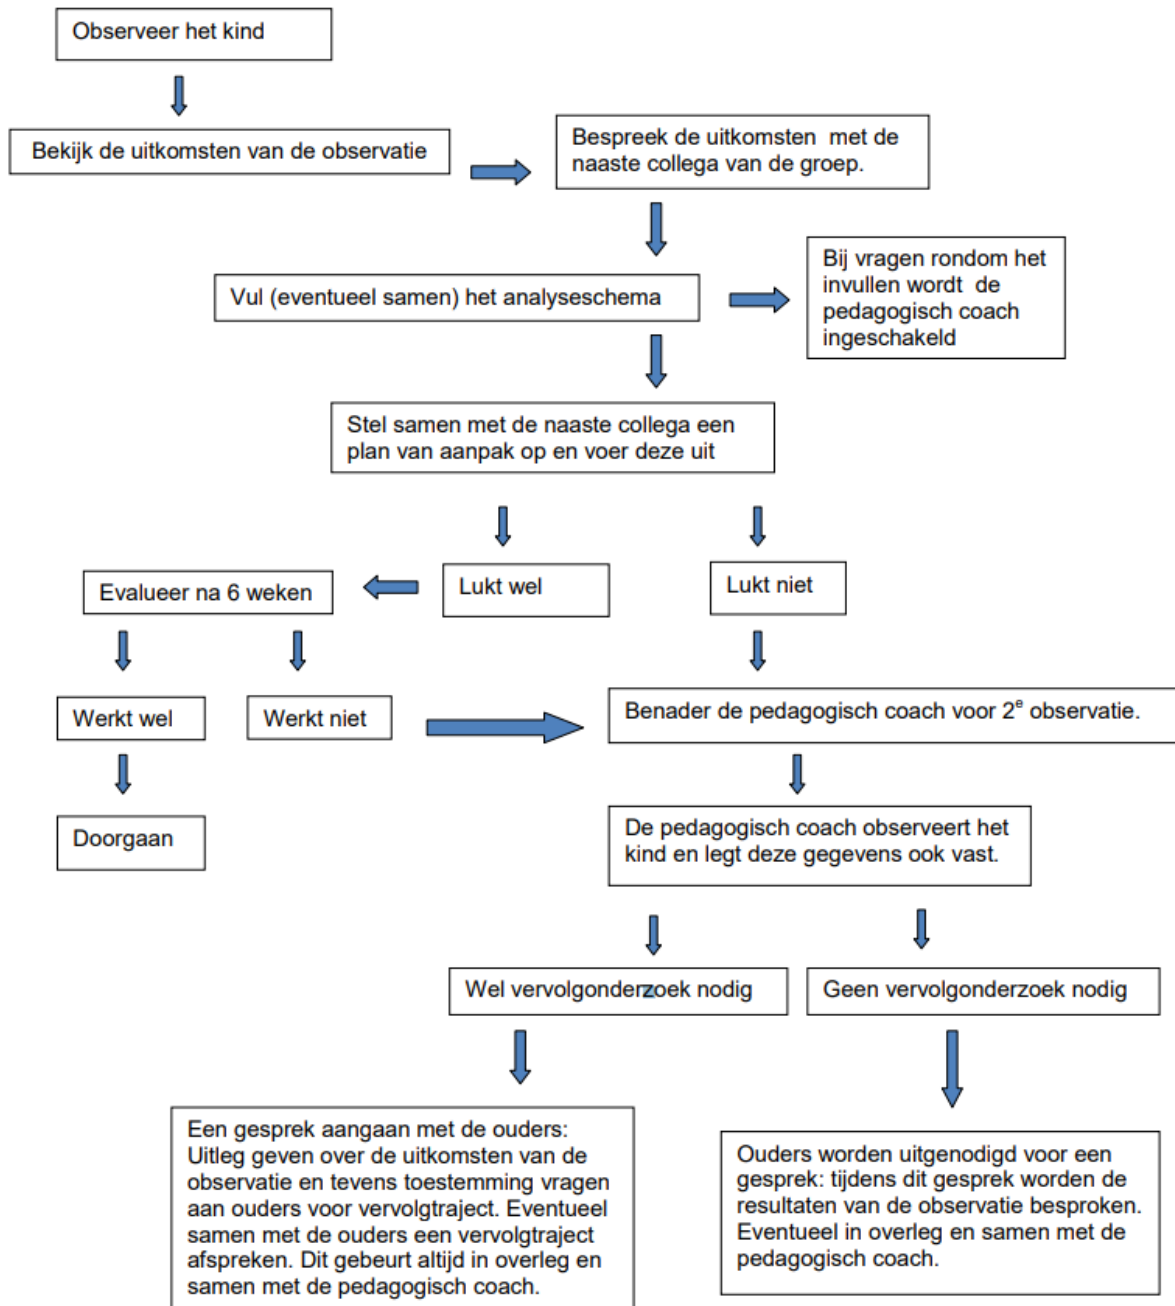 Observeer het kind
Bekijk de uitkomsten van de observatie
Bespreek de uitkomsten met de
naaste collega van de groep.
Vul (eventueel samen) het analyseschema
Bij vragen rondom het
invullen wordt de
pedagogisch coach
ingeschakeld
Stel samen met de naaste collega een
plan van aanpak op en voer deze uit
Lukt wel
Lukt niet
Evalueer na 6 weken
Werkt wel
Werkt niet
Benader de pedagogisch coach voor 2e observatie.
Doorgaan
De pedagogisch coach observeert het
kind en legt deze gegevens ook vast.
Wel vervolgonderzoek nodig
Geen vervolgonderzoek nodig
Een gesprek aangaan met de ouders:
Uitleg geven over de uitkomsten van de
observatie en tevens toestemming vragen
aan ouders voor vervolgtraject. Eventueel
samen met de ouders een vervolgtraject
afspreken. Dit gebeurt altijd in overleg en
samen met de pedagogisch coach.
Ouders worden uitgenodigd voor een
gesprek: tijdens dit gesprek worden de
resultaten van de observatie besproken.
Eventueel in overleg en samen met de
pedagogisch coach.